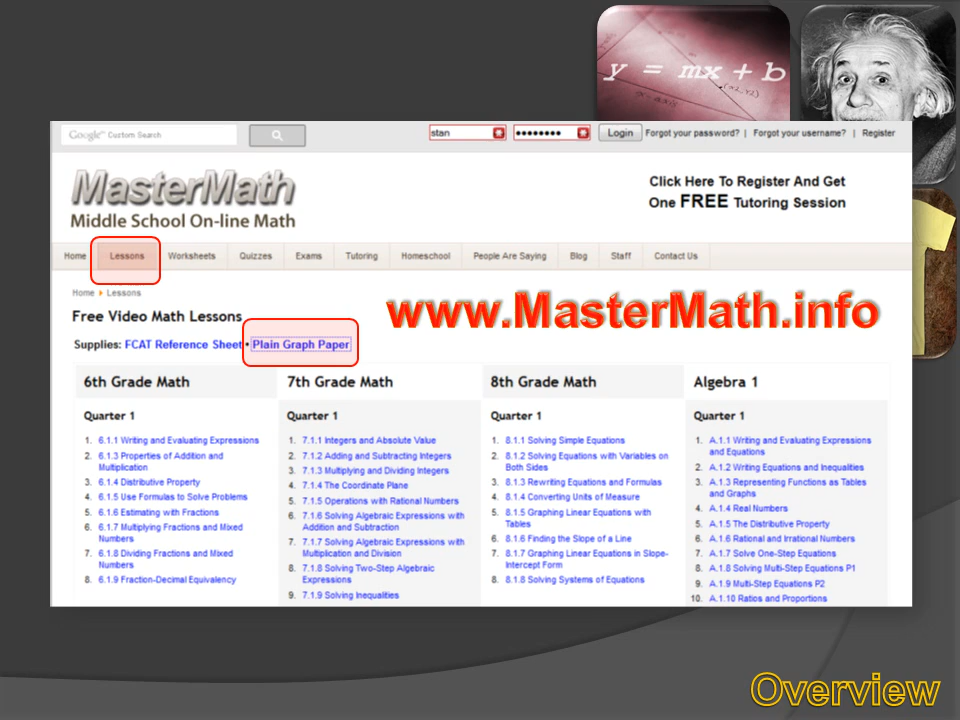 y = mx + b
(x2,y2)
Google™ Custom Search
stan
••••••••
Login
Forgot your password? | Forgot your username? | Register
MasterMath
Middle School On-line Math
Click Here To Register And Get
One FREE Tutoring Session
Home Lessons Worksheets Quizzes Exams Tutoring Homeschool People Are Saying Blog Staff Contact Us
Home Lessons
www.MasterMath.info
Free Video Math Lessons
Supplies: FCAT Reference Sheet • Plain Graph Paper
6th Grade Math
Quarter 1
1. 6.1.1 Writing and Evaluating Expressions
2. 6.1.3 Properties of Addition and
Multiplication
3. 6.1.4 Distributive Property
4. 6.1.5 Use Formulas to Solve Problems
5. 6.1.6 Estimating with Fractions
6. 6.1.7 Multiplying Fractions and Mixed
Numbers
7. 6.1.8 Dividing Fractions and Mixed
Numbers
8. 6.1.9 Fraction-Decimal Equivalency
7th Grade Math
Quarter 1
1. 7.1.1 Integers and Absolute Value
2. 7.1.2 Adding and Subtracting Integers
3. 7.1.3 Multiplying and Dividing Integers
4. 7.1.4 The Coordinate Plane
5. 7.1.5 Operations with Rational Numbers
6. 7.1.6 Solving Algebraic Expressions with
Addition and Subtraction
7. 7.1.7 Solving Algebraic Expressions with
Multiplication and Division
8. 7.1.8 Solving Two-Step Algebraic
Expressions
9. 7.1.9 Solving Inequalities
8th Grade Math
Quarter 1
1. 8.1.1 Solving Simple Equations
2. 8.1.2 Solving Equations with Variables on
Both Sides
3. 8.1.3 Rewriting Equations and Formulas
4. 8.1.4 Converting Units of Measure
5. 8.1.5 Graphing Linear Equations with
Tables
6. 8.1.6 Finding the Slope of a Line
7. 8.1.7 Graphing Linear Equations in Slope-
Intercept Form
8. 8.1.8 Solving Systems of Equations
Algebra 1
Quarter 1
1. A.1.1 Writing and Evaluating Expressions
and Equations
2. A.1.2 Writing Equations and Inequalities
3. A.1.3 Representing Functions as Tables
and Graphs
4. A.1.4 Real Numbers
5. A.1.5 The Distributive Property
6. A.1.6 Rational and Irrational Numbers
7. A.1.7 Solve One-Step Equations
8. A.1.8 Solving Multi-Step Equations P1
9. A.1.9 Multi-Step Equations P2
10. A.1.10 Ratios and Proportions
Overview